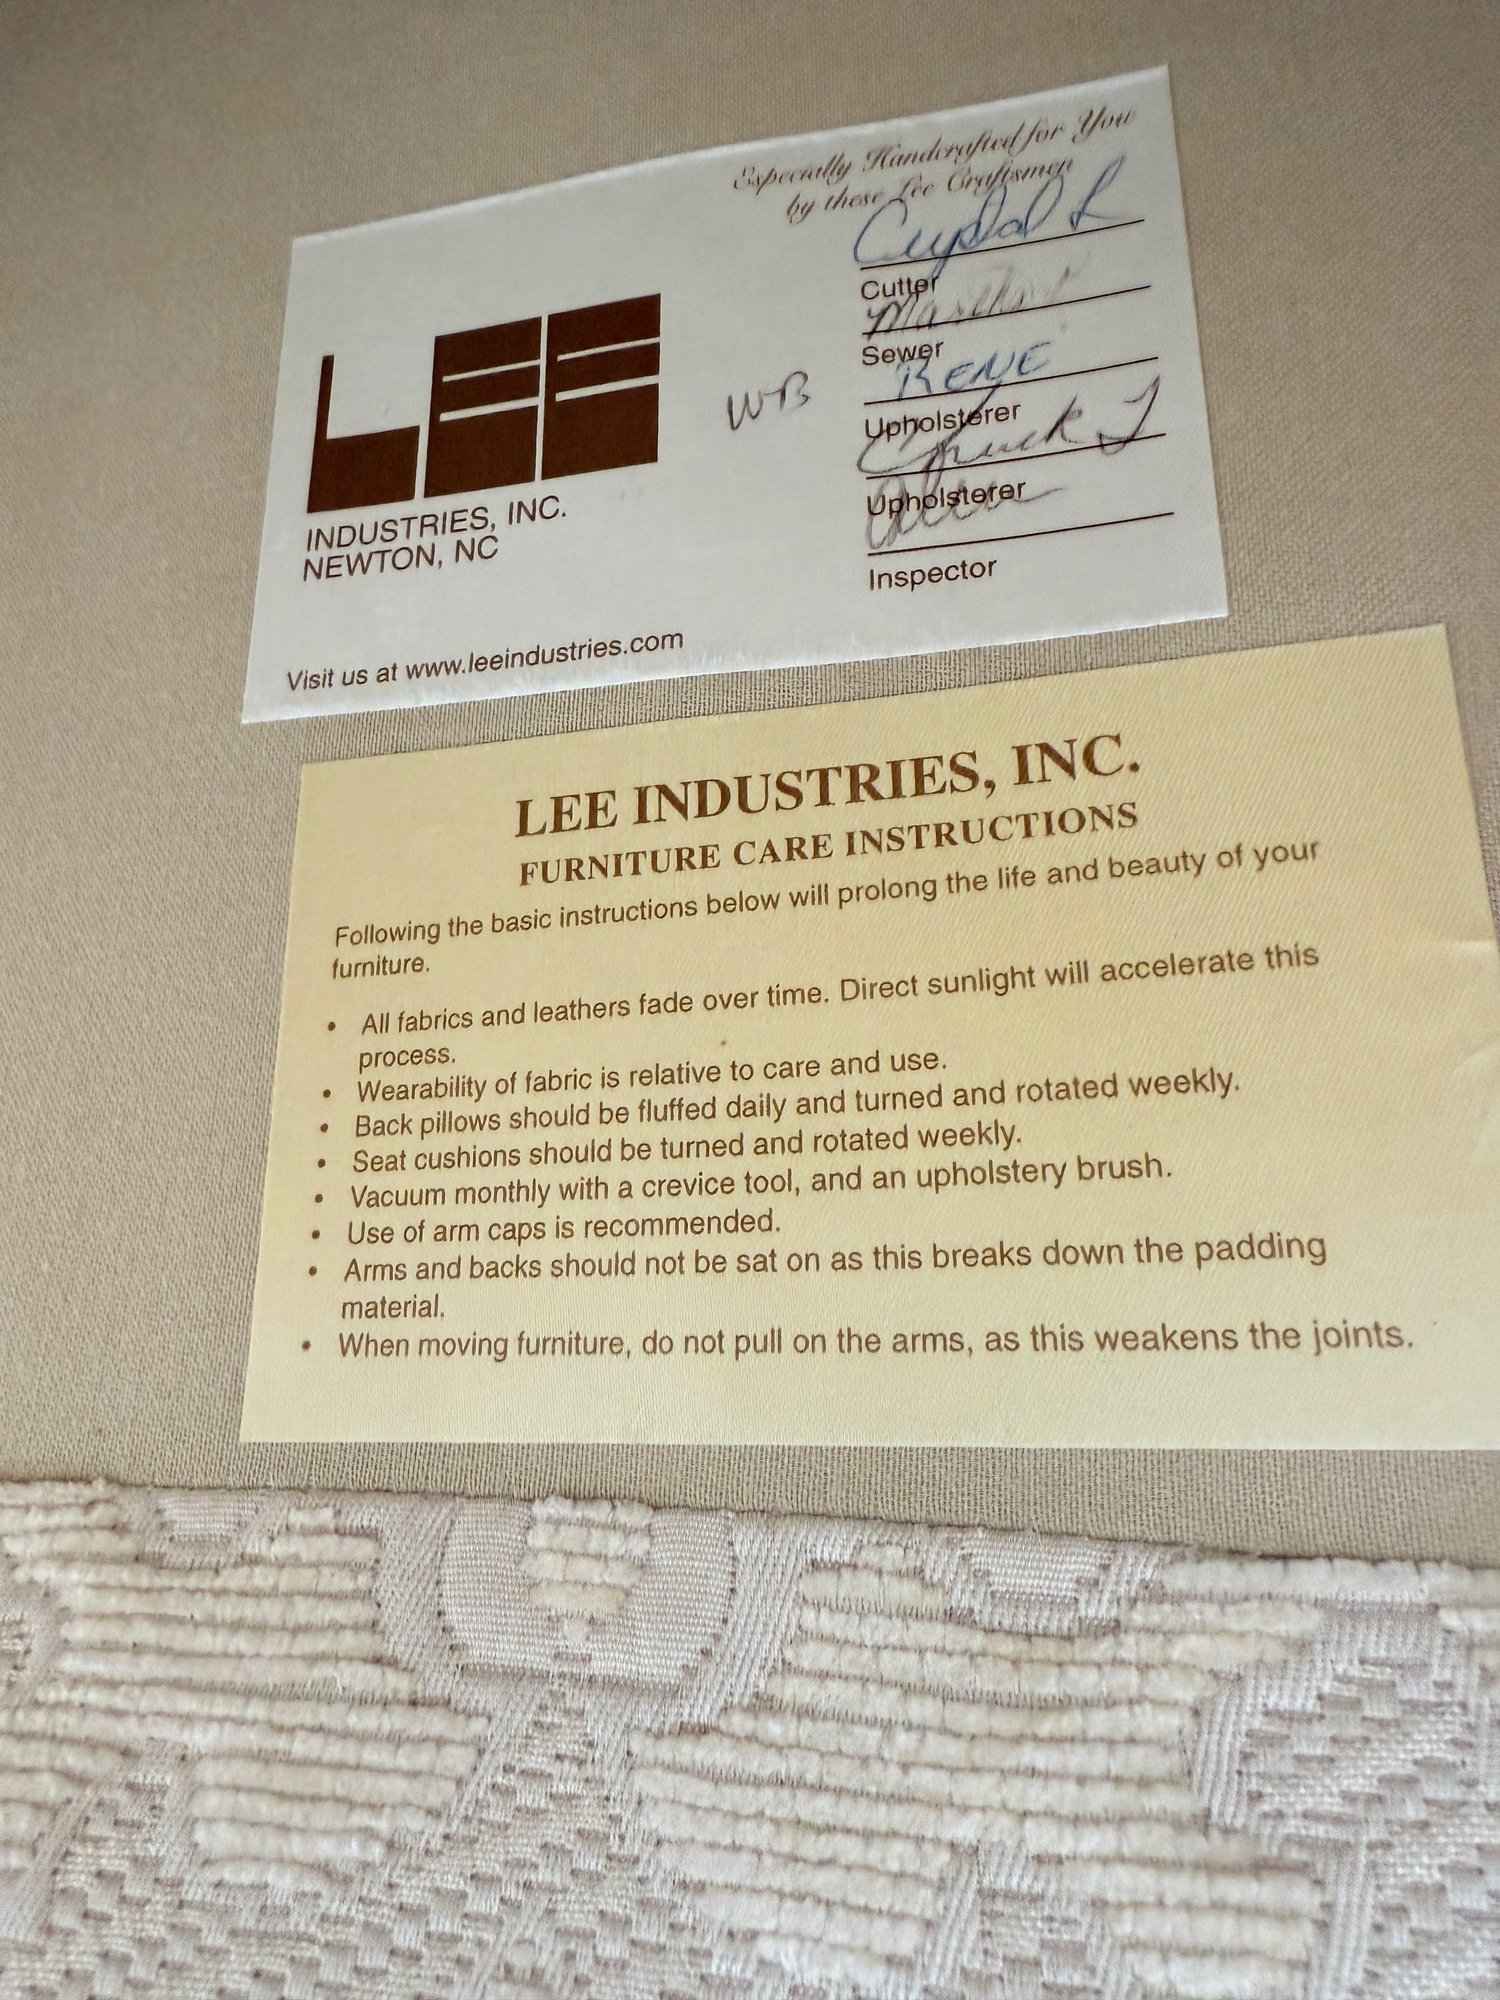 Especially Handcrafted for You
by these Lee Craftsmen
Crystal L
Cutter
Sewer
RENE
Upholsterer
Chuck J
Upholsterer
Inspector
WB
LEE
INDUSTRIES, INC.
NEWTON, NC
Visit us at www.leeindustries.com
LEE INDUSTRIES, INC.
FURNITURE CARE INSTRUCTIONS
Following the basic instructions below will prolong the life and beauty of your
furniture.
• All fabrics and leathers fade over time. Direct sunlight will accelerate this
process.
• Wearability of fabric is relative to care and use.
• Back pillows should be fluffed daily and turned and rotated weekly.
• Seat cushions should be turned and rotated weekly.
• Vacuum monthly with a crevice tool, and an upholstery brush.
• Use of arm caps is recommended.
• Arms and backs should not be sat on as this breaks down the padding
material.
• When moving furniture, do not pull on the arms, as this weakens the joints.